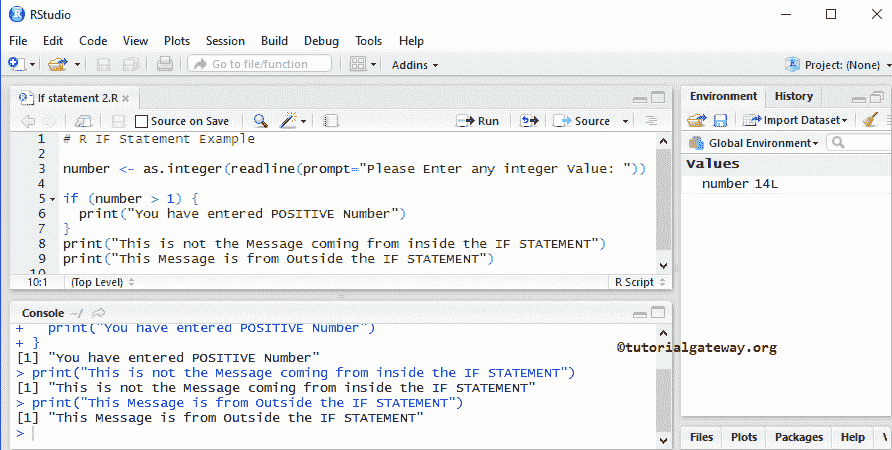 RStudio
File Edit Code View Plots Session Build Debug Tools Help
Go to file/function Addins Project: (None)
If statement 2.R
Source on Save Run Source
1 # R IF Statement Example
2
3 number <- as.integer(readline(prompt="Please Enter any integer Value: "))
4
5 if (number > 1) {
6 print("You have entered POSITIVE Number")
7 }
8 print("This is not the Message coming from inside the IF STATEMENT")
9 print("This Message is from Outside the IF STATEMENT")
10
10:1 (Top Level) R Script
Console ~/
+ print("You have entered POSITIVE Number")
+ }
[1] "You have entered POSITIVE Number"
> print("This is not the Message coming from inside the IF STATEMENT")
[1] "This is not the Message coming from inside the IF STATEMENT"
> print("This Message is from Outside the IF STATEMENT")
[1] "This Message is from Outside the IF STATEMENT"
>
Environment History
Import Dataset
Global Environment
Values
number 14L
©tutorialgateway.org
Files Plots Packages Help V